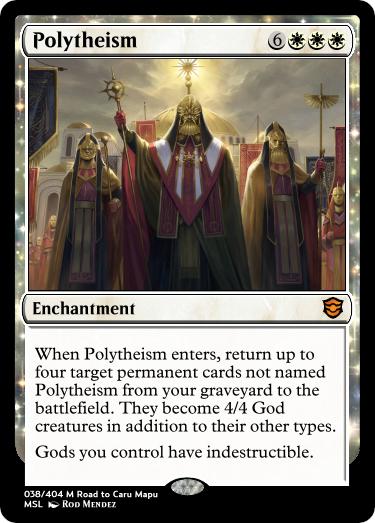 Polytheism 6
Enchantment
When Polytheism enters, return up to
four target permanent cards not named
Polytheism from your graveyard to the
battlefield. They become 4/4 God
creatures in addition to their other types.
Gods you control have indestructible.
038/404 M Road to Caru Mapu
MSL Rod Mendez